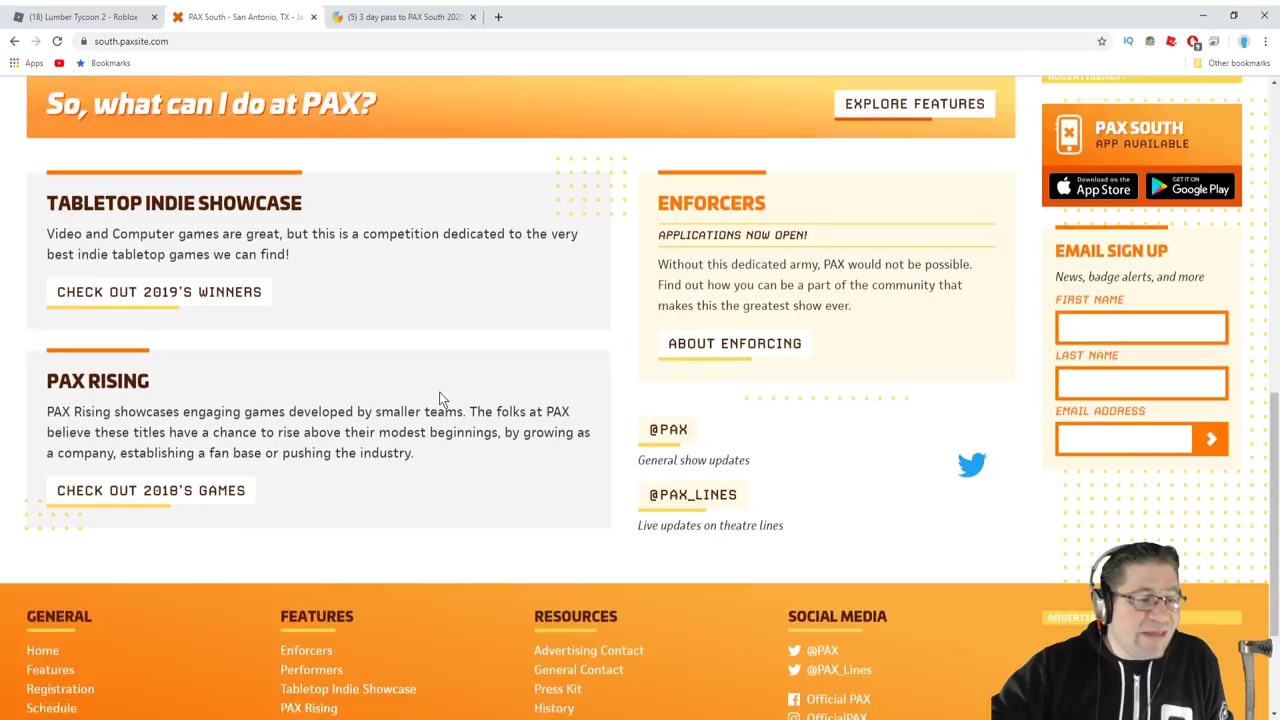 (18) Lumber Tycoon 2 - Roblox
PAX South - San Antonio, TX - Ja
(5) 3 day pass to PAX South 2020
south.paxsite.com
Apps
Bookmarks
Other bookmarks
So, what can I do at PAX?
EXPLORE FEATURES
TABLETOP INDIE SHOWCASE
Video and Computer games are great, but this is a competition dedicated to the very
best indie tabletop games we can find!
CHECK OUT 2019'S WINNERS
PAX RISING
PAX Rising showcases engaging games developed by smaller teams. The folks at PAX
believe these titles have a chance to rise above their modest beginnings, by growing as
a company, establishing a fan base or pushing the industry.
CHECK OUT 2018'S GAMES
ENFORCERS
APPLICATIONS NOW OPEN!
Without this dedicated army, PAX would not be possible.
Find out how you can be a part of the community that
makes this the greatest show ever.
ABOUT ENFORCING
@PAX
General show updates
@PAX_LINES
Live updates on theatre lines
ADVERTISEMENT
PAX SOUTH
APP AVAILABLE
Download on the
App Store
GET IT ON
Google Play
EMAIL SIGN UP
News, badge alerts, and more
FIRST NAME
LAST NAME
EMAIL ADDRESS
GENERAL
Home
Features
Registration
Schedule
FEATURES
Enforcers
Performers
Tabletop Indie Showcase
PAX Rising
RESOURCES
Advertising Contact
General Contact
Press Kit
History
SOCIAL MEDIA
@PAX
@PAX_Lines
Official PAX
OfficialPAX